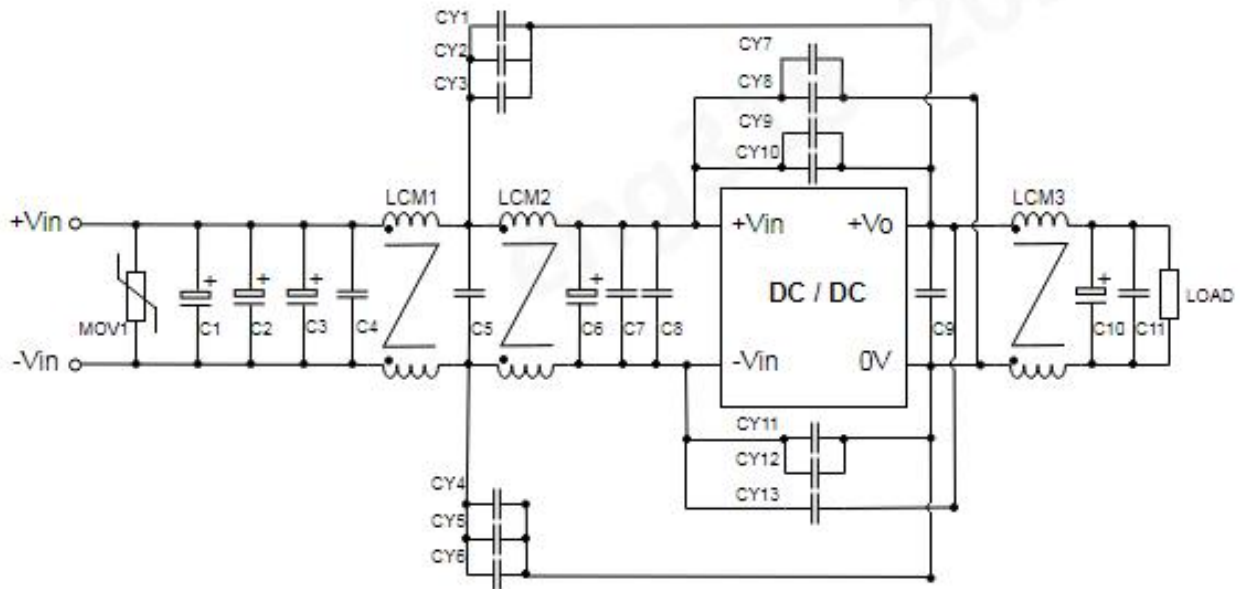 CY1
CY2
CY3
CY7
CY8
CY9
CY10
LCM1
LCM2
LCM3
+Vin
+Vin
+Vo
DC / DC
MOV1
+
C1
+
C2
+
C3
C4
C5
+
C6
C7
C8
C9
+
C10
C11
LOAD
-Vin
-Vin
0V
CY11
CY12
CY13
CY4
CY5
CY6